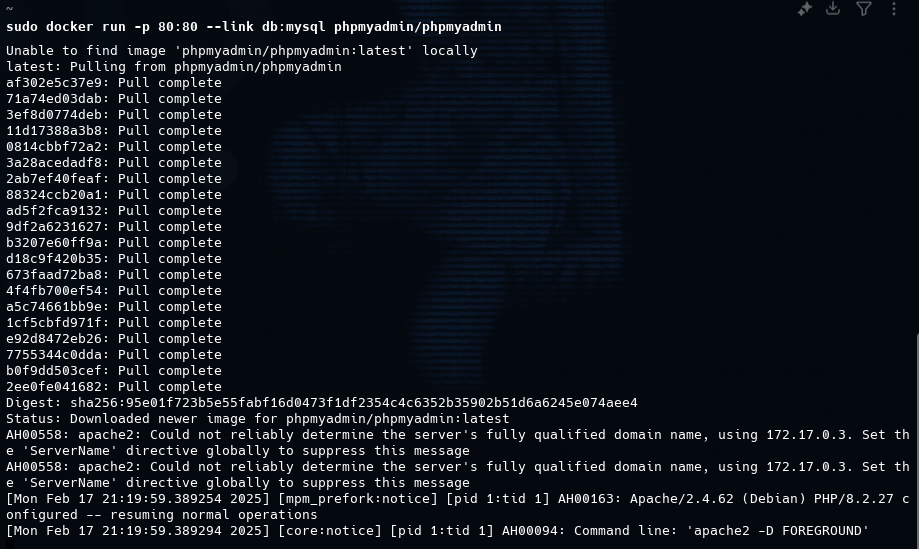 ~
sudo docker run -p 80:80 --link db:mysql phpmyadmin/phpmyadmin
Unable to find image 'phpmyadmin/phpmyadmin:latest' locally
latest: Pulling from phpmyadmin/phpmyadmin
af302e5c37e9: Pull complete
71a74ed03dab: Pull complete
3ef8d0774deb: Pull complete
11d17388a3b8: Pull complete
0814cbbf72a2: Pull complete
3a28acedadf8: Pull complete
2ab7ef40feaf: Pull complete
88324ccb20a1: Pull complete
ad5f2fca9132: Pull complete
9df2a6231627: Pull complete
b3207e60ff9a: Pull complete
d18c9f420b35: Pull complete
673faad72ba8: Pull complete
4f4fb700ef54: Pull complete
a5c74661bb9e: Pull complete
1cf5cbfd971f: Pull complete
e92d8472eb26: Pull complete
7755344c0dda: Pull complete
b0f9dd503cef: Pull complete
2ee0fe041682: Pull complete
Digest: sha256:95e01f723b5e55fabf16d0473f1df2354c4c6352b35902b51d6a6245e074aee4
Status: Downloaded newer image for phpmyadmin/phpmyadmin:latest
AH00558: apache2: Could not reliably determine the server's fully qualified domain name, using 172.17.0.3. Set th
e 'ServerName' directive globally to suppress this message
AH00558: apache2: Could not reliably determine the server's fully qualified domain name, using 172.17.0.3. Set th
e 'ServerName' directive globally to suppress this message
[Mon Feb 17 21:19:59.389254 2025] [mpm_prefork:notice] [pid 1:tid 1] AH00163: Apache/2.4.62 (Debian) PHP/8.2.27 c
onfigured -- resuming normal operations
[Mon Feb 17 21:19:59.389294 2025] [core:notice] [pid 1:tid 1] AH00094: Command line: 'apache2 -D FOREGROUND'